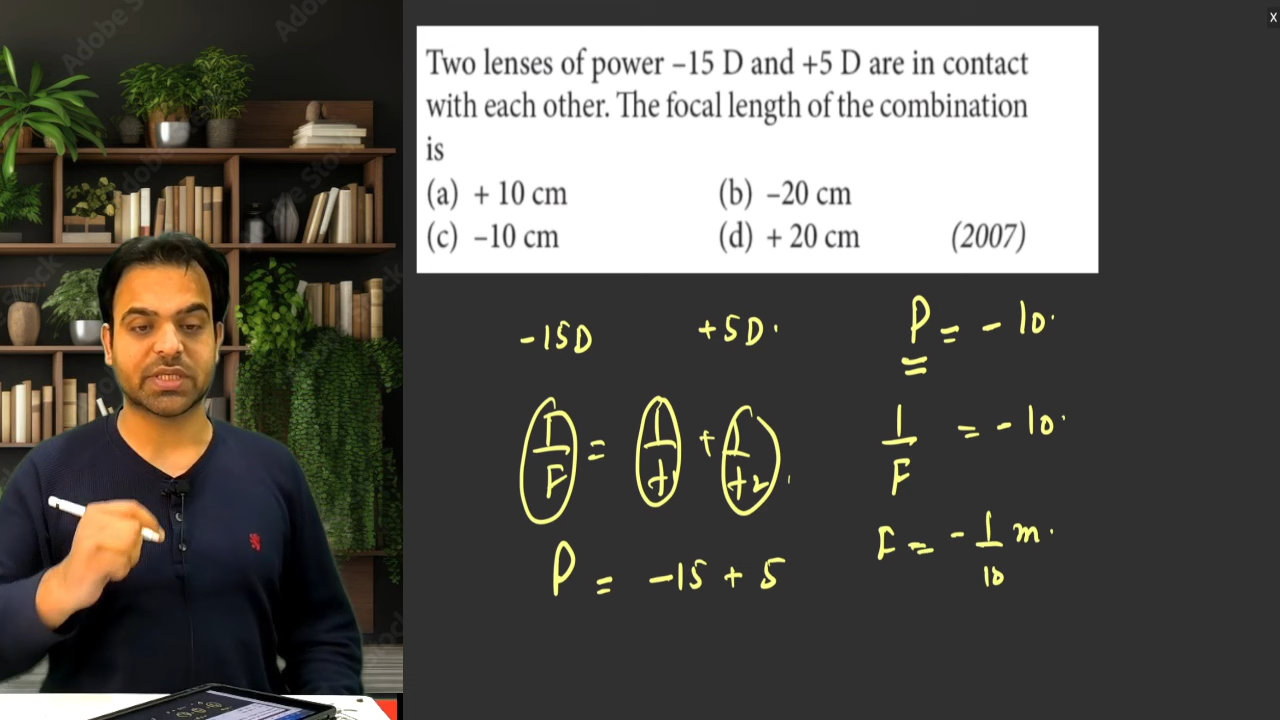 Two lenses of power –15 D and +5 D are in contact
with each other. The focal length of the combination
is
(a) + 10 cm (b) –20 cm
(c) –10 cm (d) + 20 cm (2007)
-15D +5D.
P = -10.
1/F = 1/f1 + 1/f2.
1/F = -10.
F = -1/10 m.
P = -15 + 5
Adobe Stock
X